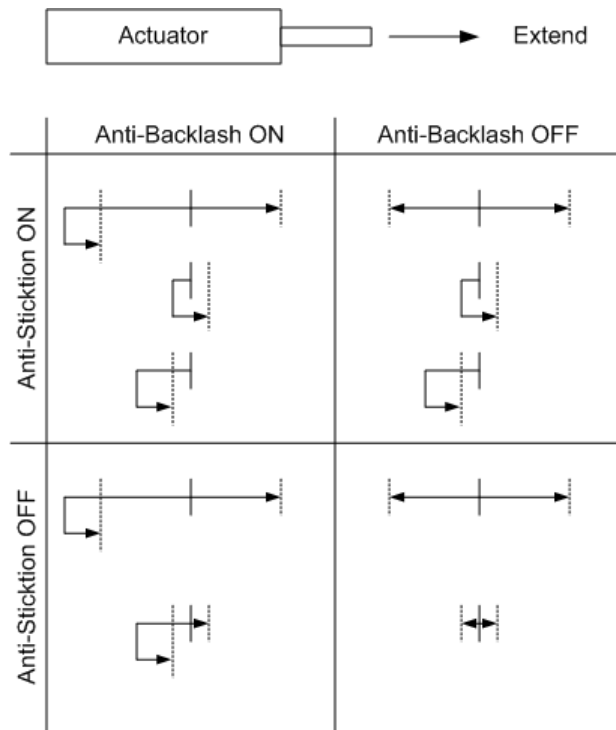 Actuator
Extend
Anti-Backlash ON
Anti-Backlash OFF
Anti-Sticktion ON
Anti-Sticktion OFF